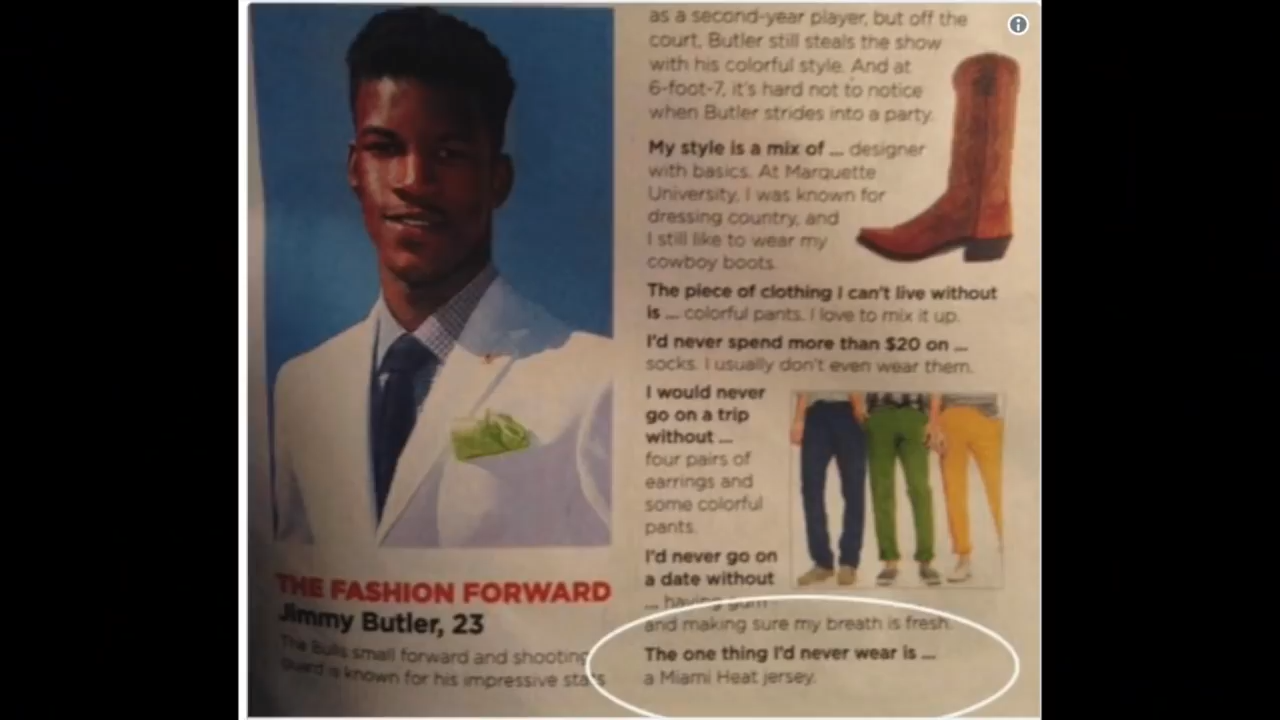 THE FASHION FORWARD
Jimmy Butler, 23
The Bulls small forward and shooting
guard is known for his impressive stats
as a second-year player, but off the
court, Butler still steals the show
with his colorful style. And at
6-foot-7, it's hard not to notice
when Butler strides into a party.
My style is a mix of ... designer
with basics. At Marquette
University, I was known for
dressing country, and
I still like to wear my
cowboy boots.
The piece of clothing I can't live without
is ... colorful pants. I love to mix it up.
I'd never spend more than $20 on ...
socks. I usually don't even wear them.
I would never
go on a trip
without ...
four pairs of
earrings and
some colorful
pants.
I'd never go on
a date without
... having gum
and making sure my breath is fresh.
The one thing I'd never wear is ...
a Miami Heat jersey.